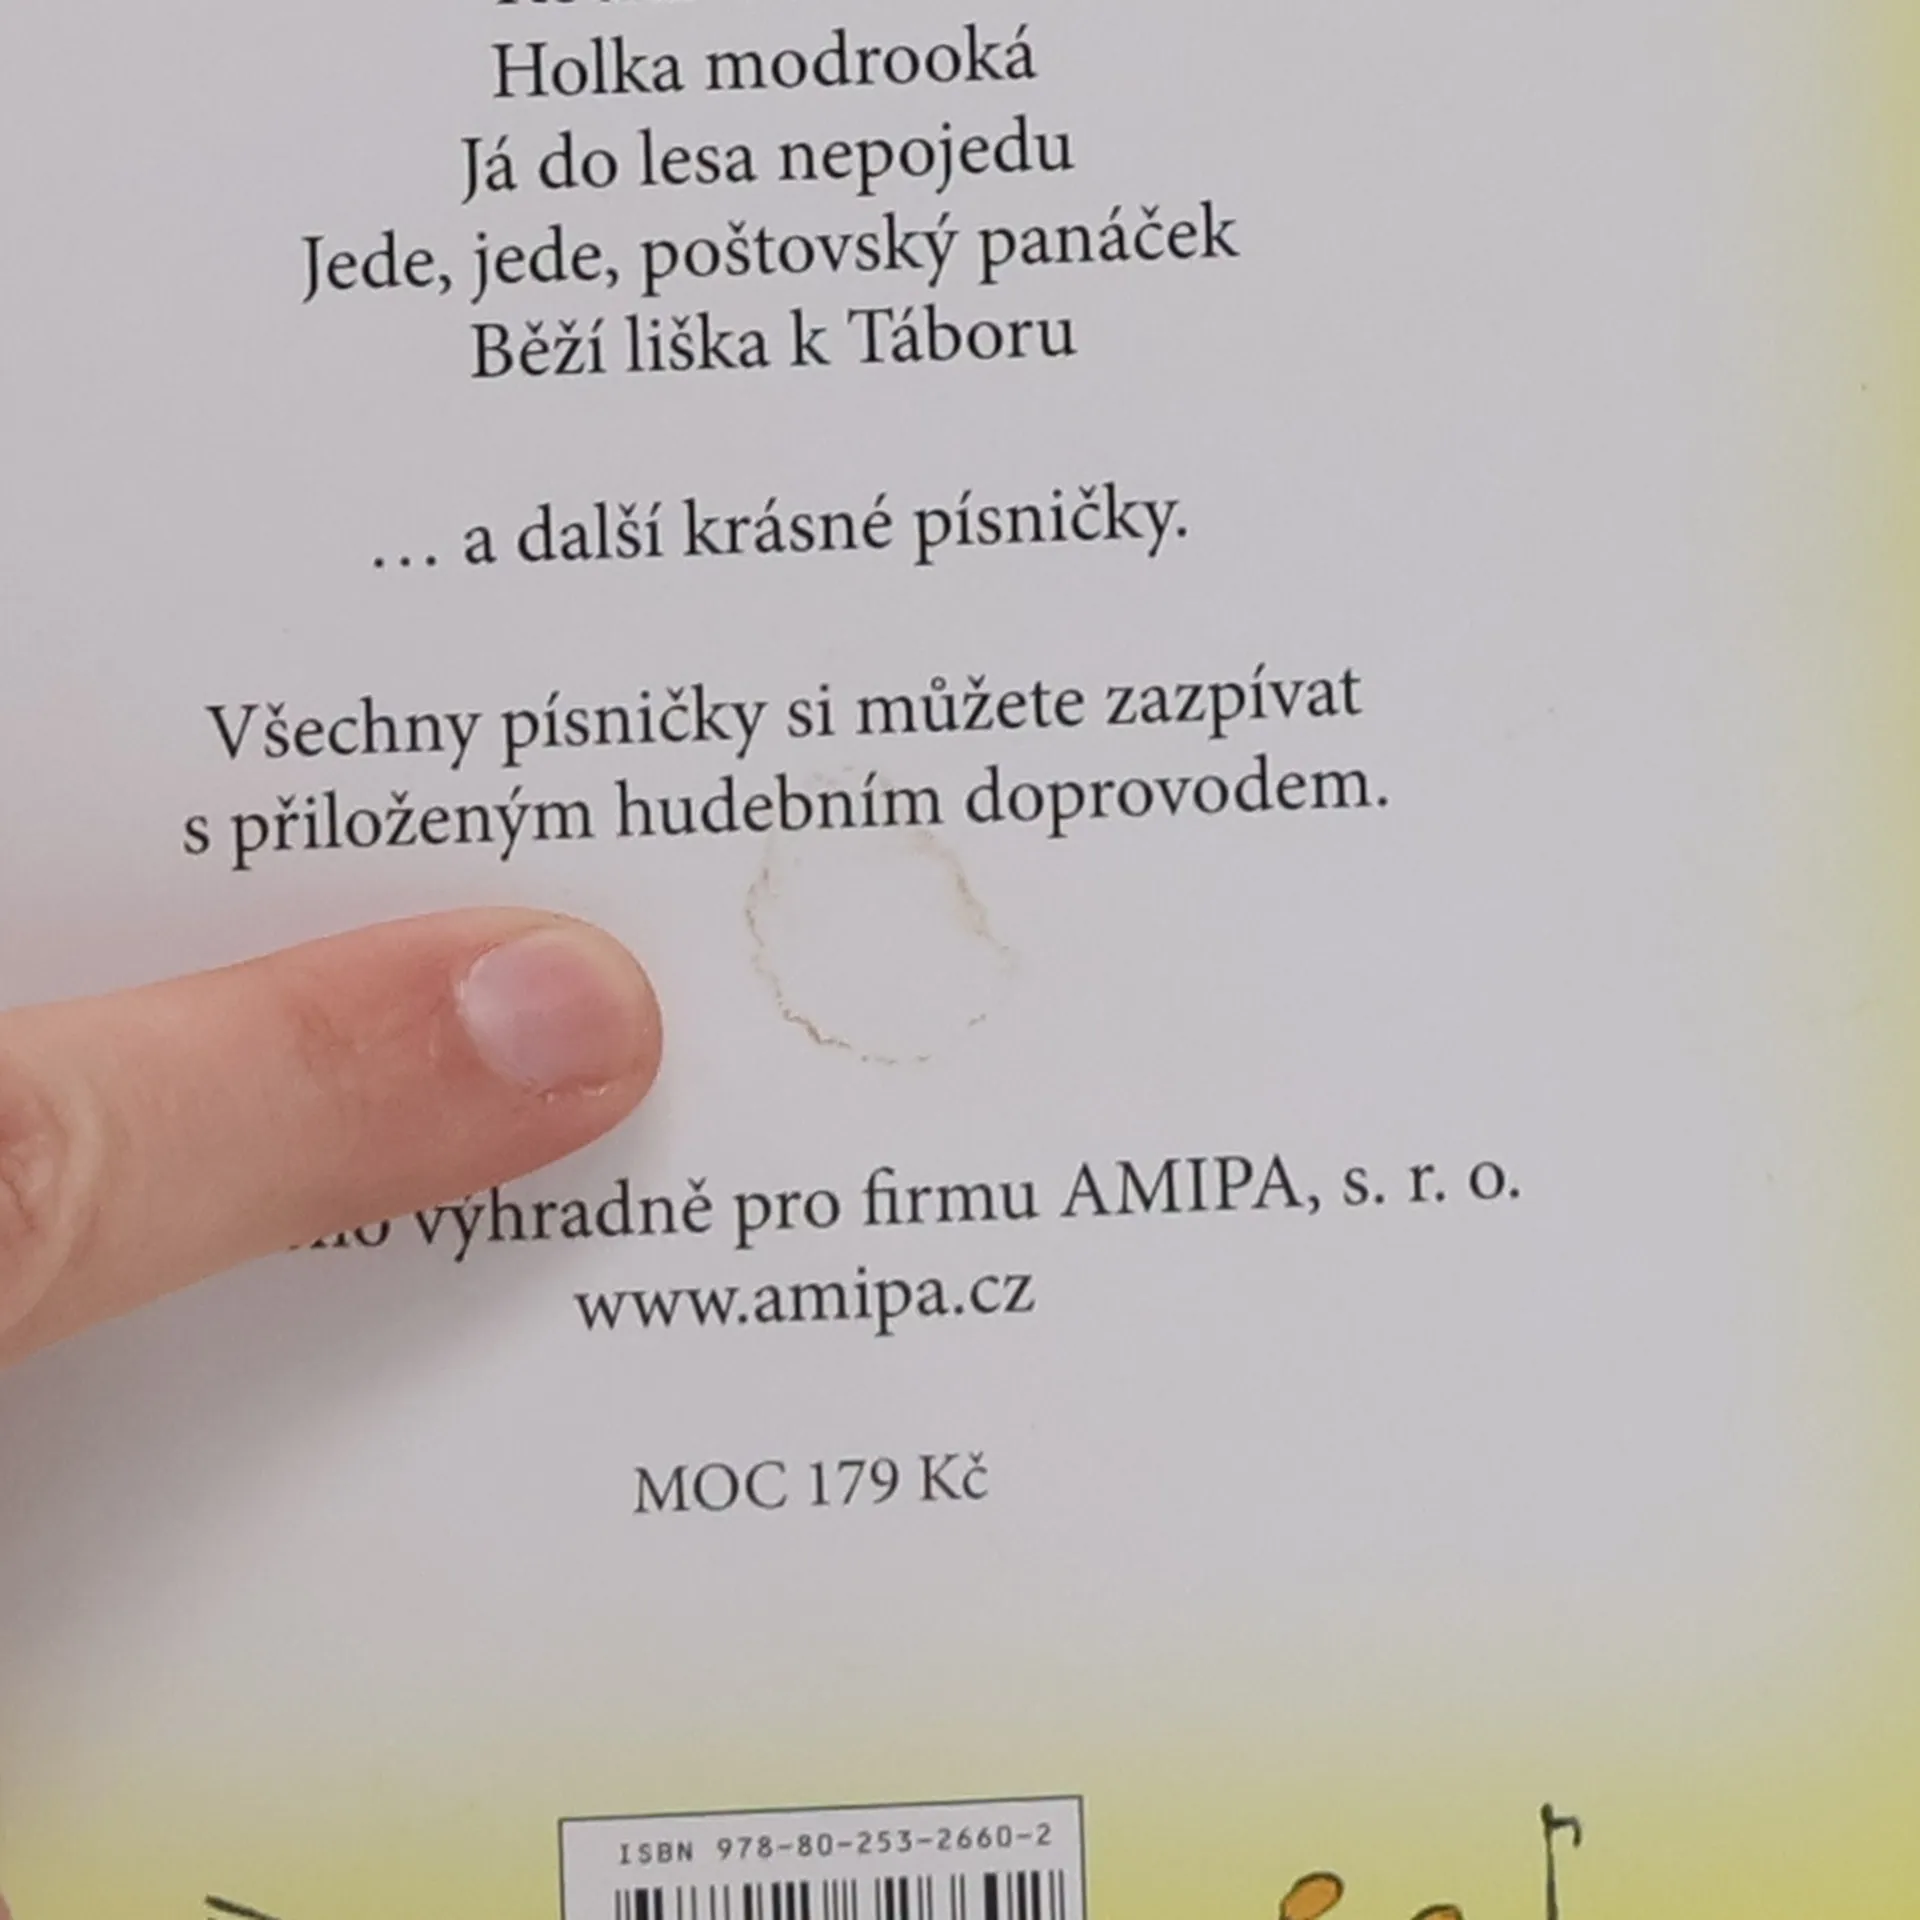 Holka modrooká
Já do lesa nepojedu
Jede, jede, poštovský panáček
Běží liška k Táboru
… a další krásné písničky.
Všechny písničky si můžete zazpívat
s přiloženým hudebním doprovodem.
výhradně pro firmu AMIPA, s. r. o.
www.amipa.cz
MOC 179 Kč
ISBN 978-80-253-2660-2